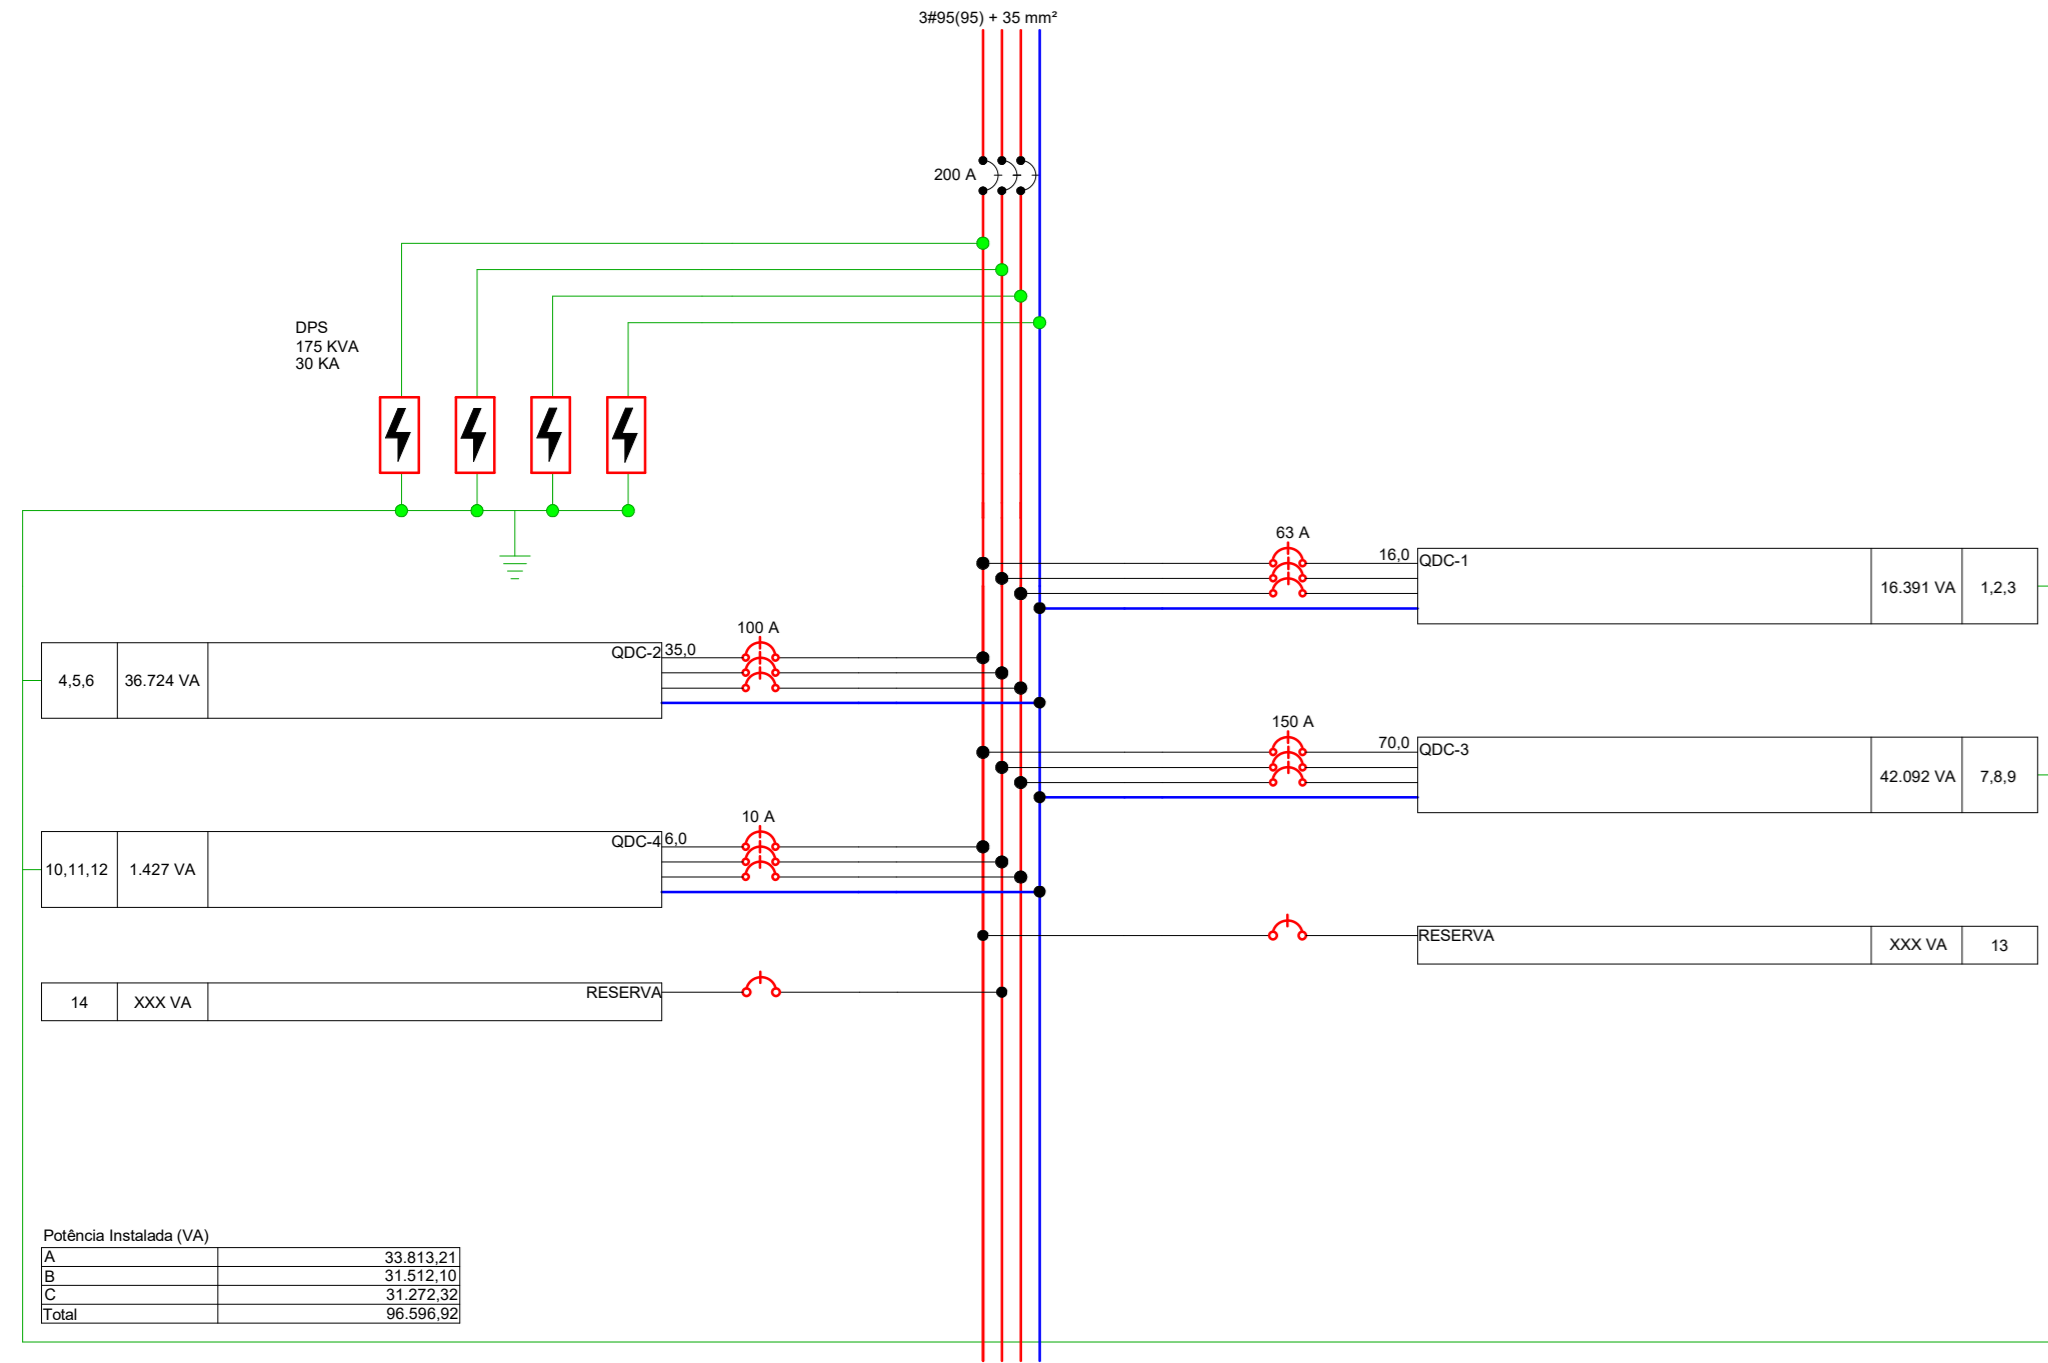 3#95(95) + 35 mm²
200 A
DPS
175 KVA
30 KA
63 A
16,0 QDC-1 16.391 VA 1,2,3
100 A
4,5,6 36.724 VA QDC-2 35,0
150 A
70,0 QDC-3 42.092 VA 7,8,9
10 A
10,11,12 1.427 VA QDC-4 6,0
RESERVA XXX VA 13
14 XXX VA RESERVA
Potência Instalada (VA)
A 33.813,21
B 31.512,10
C 31.272,32
Total 96.596,92